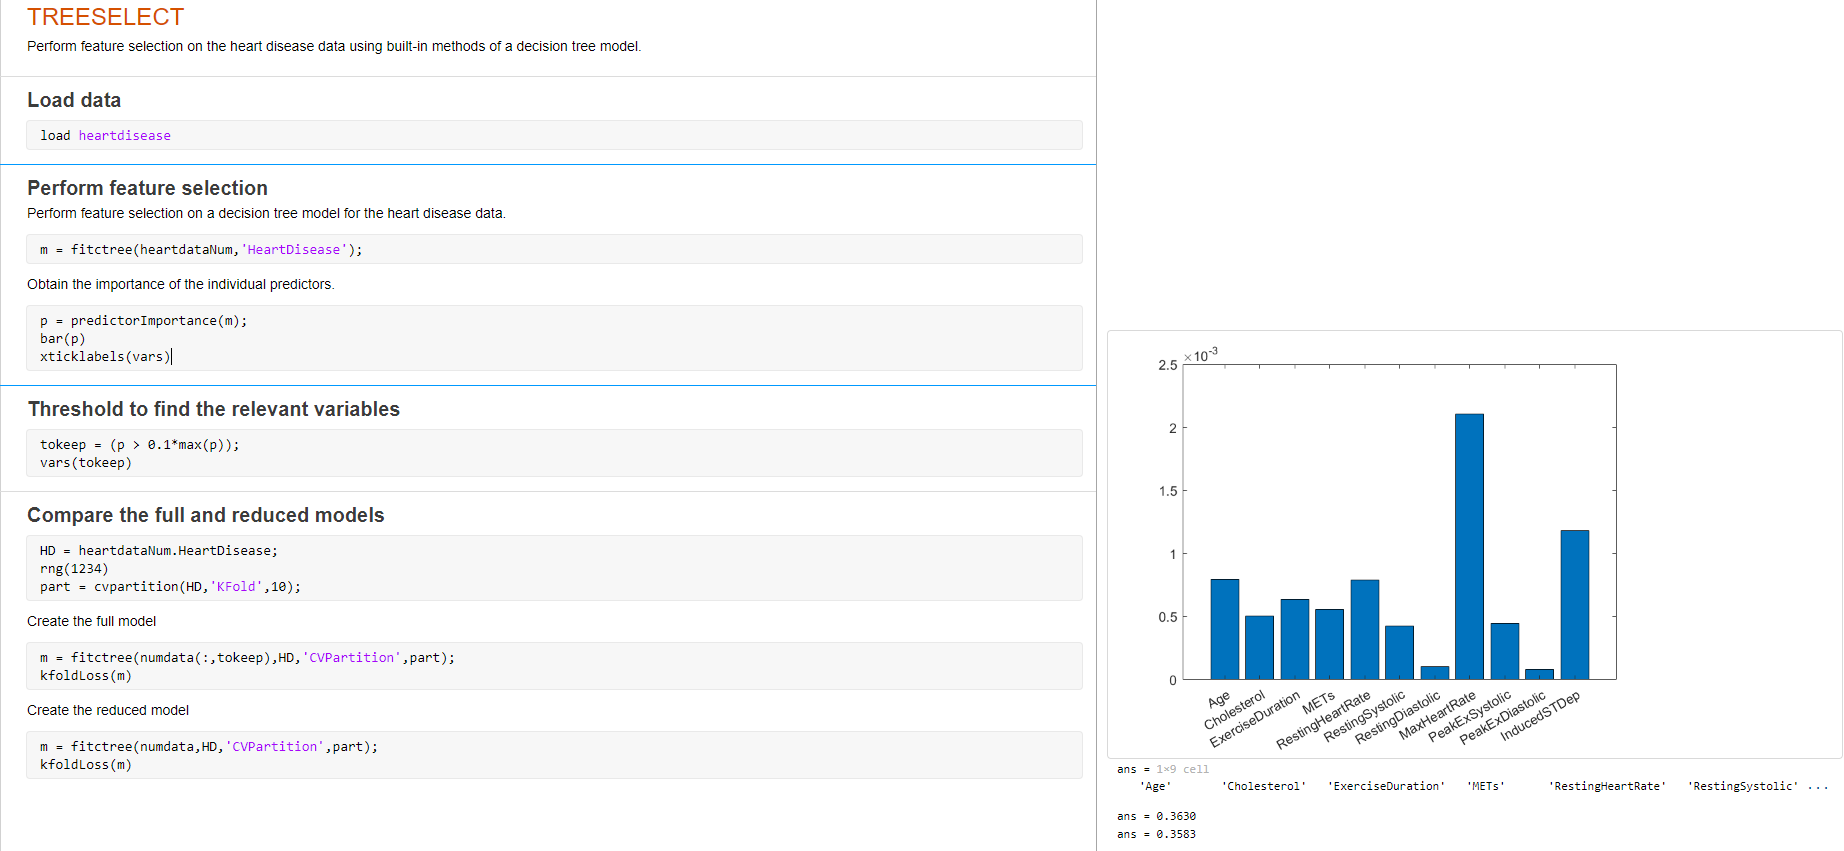 TREESELECT
Perform feature selection on the heart disease data using built-in methods of a decision tree model.
Load data
load heartdisease
Perform feature selection
Perform feature selection on a decision tree model for the heart disease data.
m = fitctree(heartdataNum,'HeartDisease');
Obtain the importance of the individual predictors.
p = predictorImportance(m);
bar(p)
xticklabels(vars)
Threshold to find the relevant variables
tokeep = (p > 0.1*max(p));
vars(tokeep)
Compare the full and reduced models
HD = heartdataNum.HeartDisease;
rng(1234)
part = cvpartition(HD,'KFold',10);
Create the full model
m = fitctree(numdata(:,tokeep),HD,'CVPartition',part);
kfoldLoss(m)
Create the reduced model
m = fitctree(numdata,HD,'CVPartition',part);
kfoldLoss(m)
×10-3
2.5
2
1.5
1
0.5
0
Age
Cholesterol
ExerciseDuration
METs
RestingHeartRate
RestingSystolic
RestingDiastolic
MaxHeartRate
PeakExSystolic
PeakExDiastolic
InducedSTDep
ans = 1×9 cell
'Age' 'Cholesterol' 'ExerciseDuration' 'METs' 'RestingHeartRate' 'RestingSystolic' ...
ans = 0.3630
ans = 0.3583